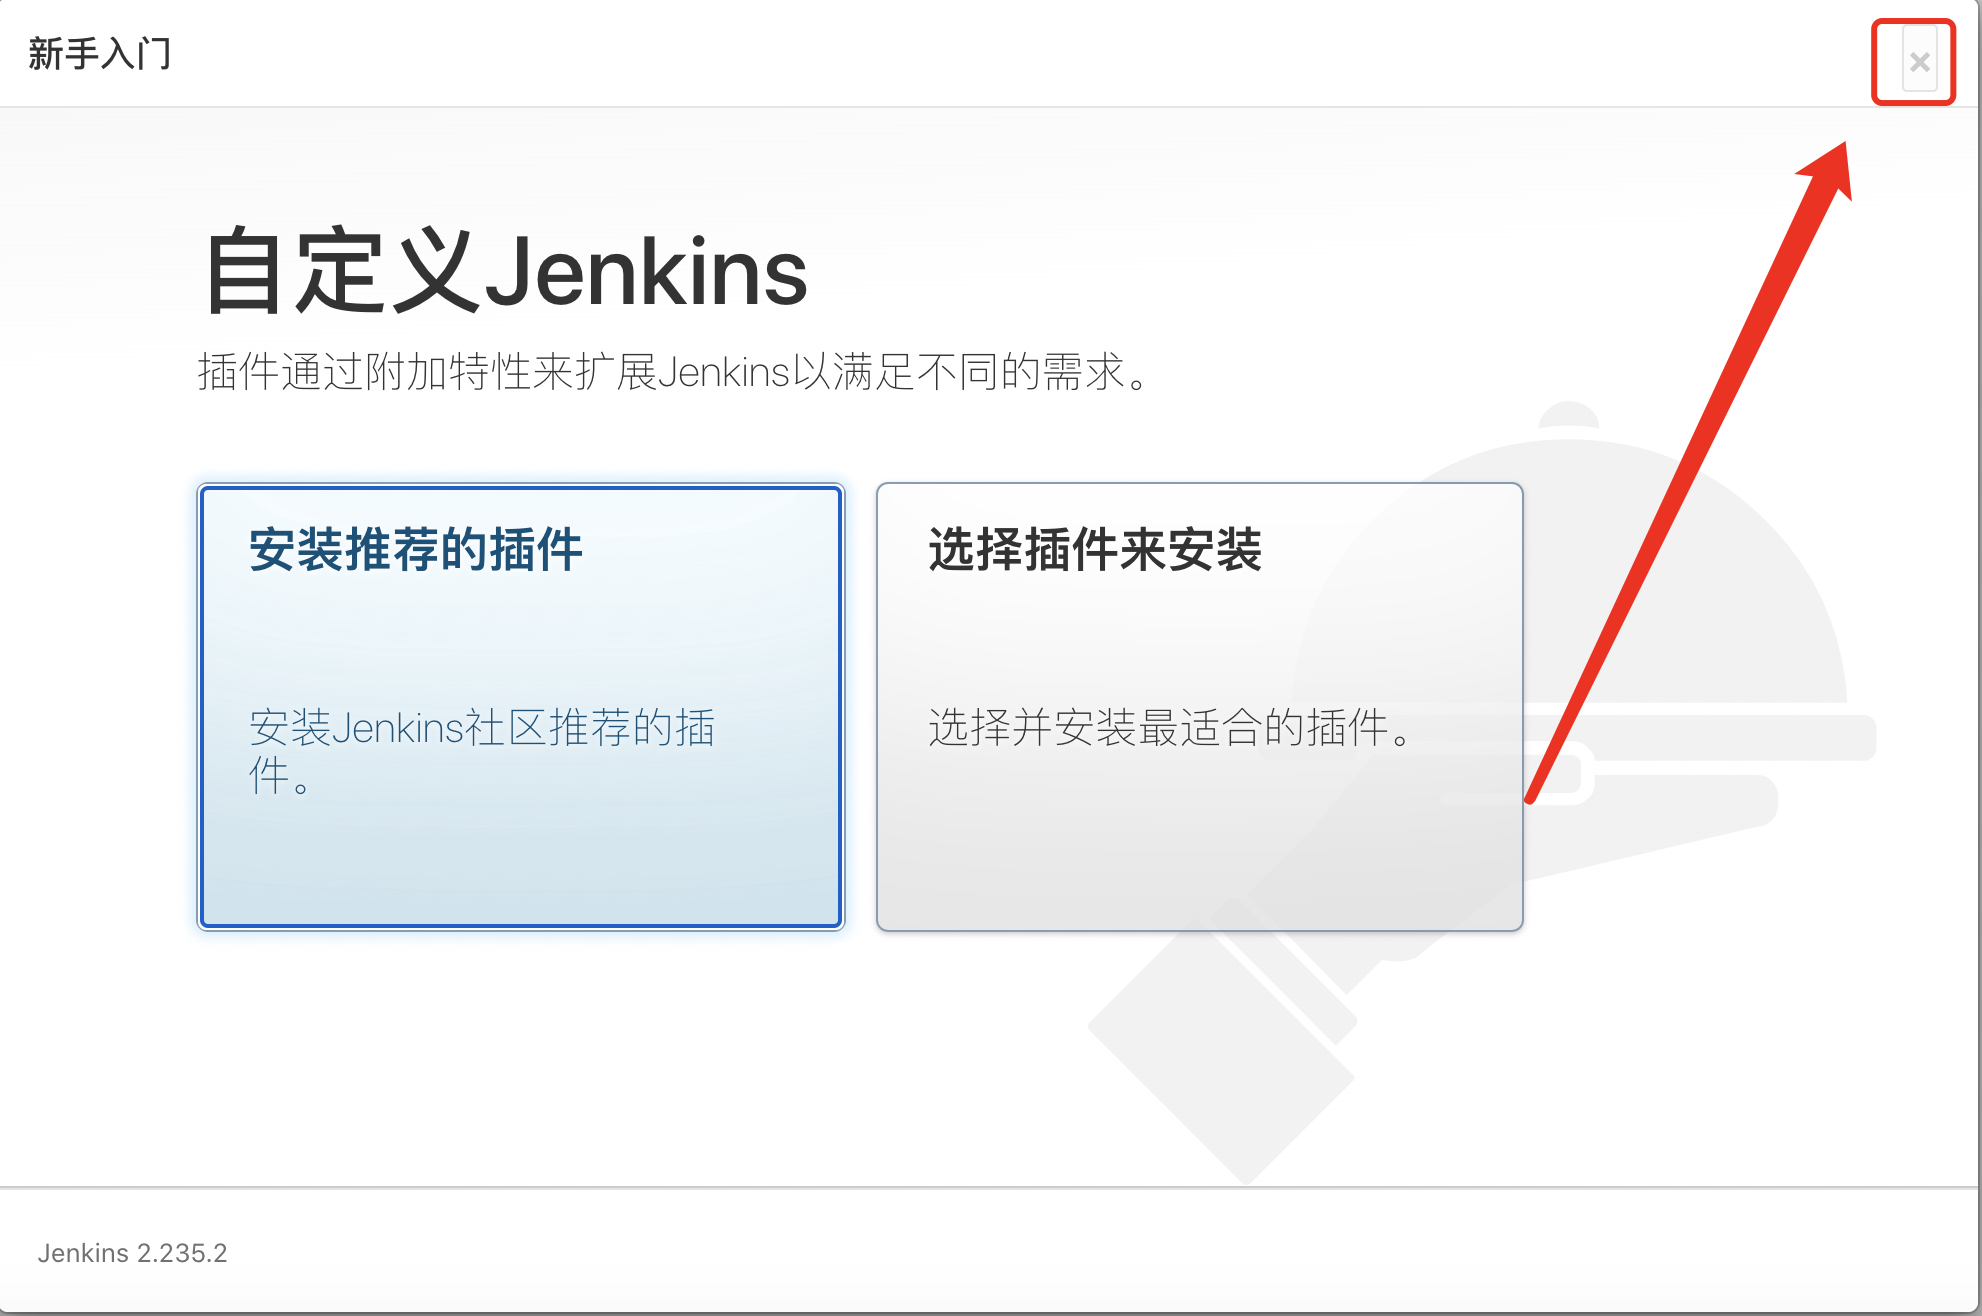 新手入门
×
自定义Jenkins
插件通过附加特性来扩展Jenkins以满足不同的需求。
安装推荐的插件
安装Jenkins社区推荐的插
件。
选择插件来安装
选择并安装最适合的插件。
Jenkins 2.235.2